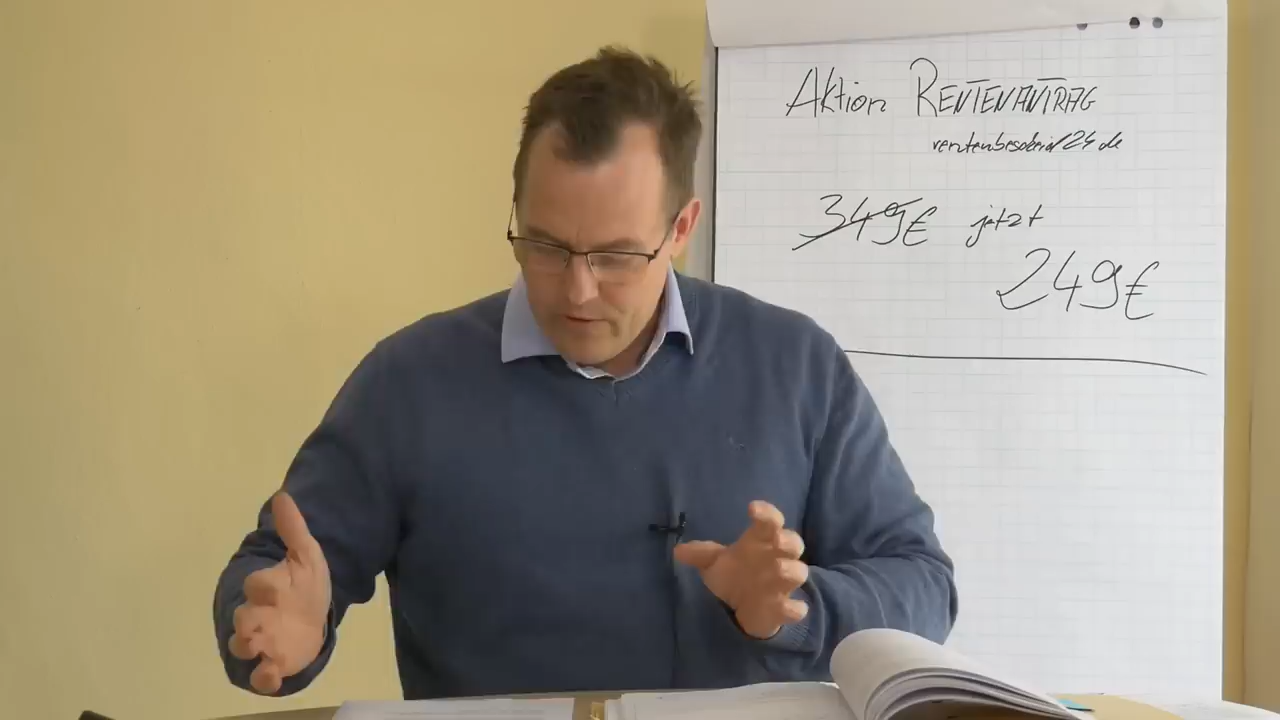 Aktion RENTENANTRAG
rentenbescheid24.de
349€ jetzt
249€